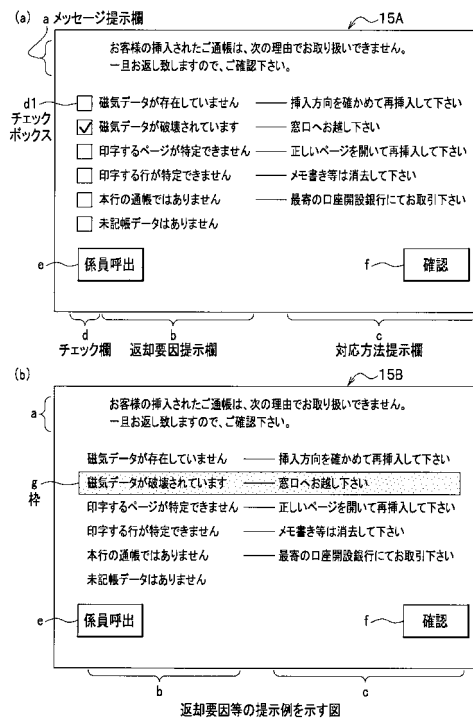 (a) a メッセージ提示欄 15A
お客様の挿入されたご通帳は、次の理由でお取り扱いできません。
一旦お返し致しますので、ご確認下さい。
d1 チェックボックス
磁気データが存在していません 挿入方向を確かめて再挿入して下さい
磁気データが破壊されています 窓口へお越し下さい
印字するページが特定できません 正しいページを開いて再挿入して下さい
印字する行が特定できません メモ書き等は消去して下さい
本行の通帳ではありません 最寄の口座開設銀行にてお取引下さい
未記帳データはありません
e 係員呼出 f 確認
d b c
チェック欄 返却要因提示欄 対応方法提示欄
(b) 15B
a お客様の挿入されたご通帳は、次の理由でお取り扱いできません。
一旦お返し致しますので、ご確認下さい。
磁気データが存在していません 挿入方向を確かめて再挿入して下さい
g 枠 磁気データが破壊されています 窓口へお越し下さい
印字するページが特定できません 正しいページを開いて再挿入して下さい
印字する行が特定できません メモ書き等は消去して下さい
本行の通帳ではありません 最寄の口座開設銀行にてお取引下さい
未記帳データはありません
e 係員呼出 f 確認
b c
返却要因等の提示例を示す図